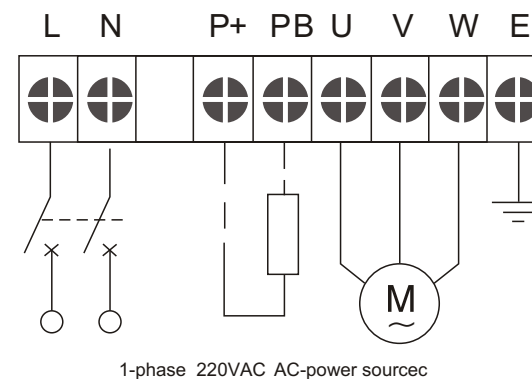 L N P+ PB U V W E
M
~
1-phase 220VAC AC-power sourcec